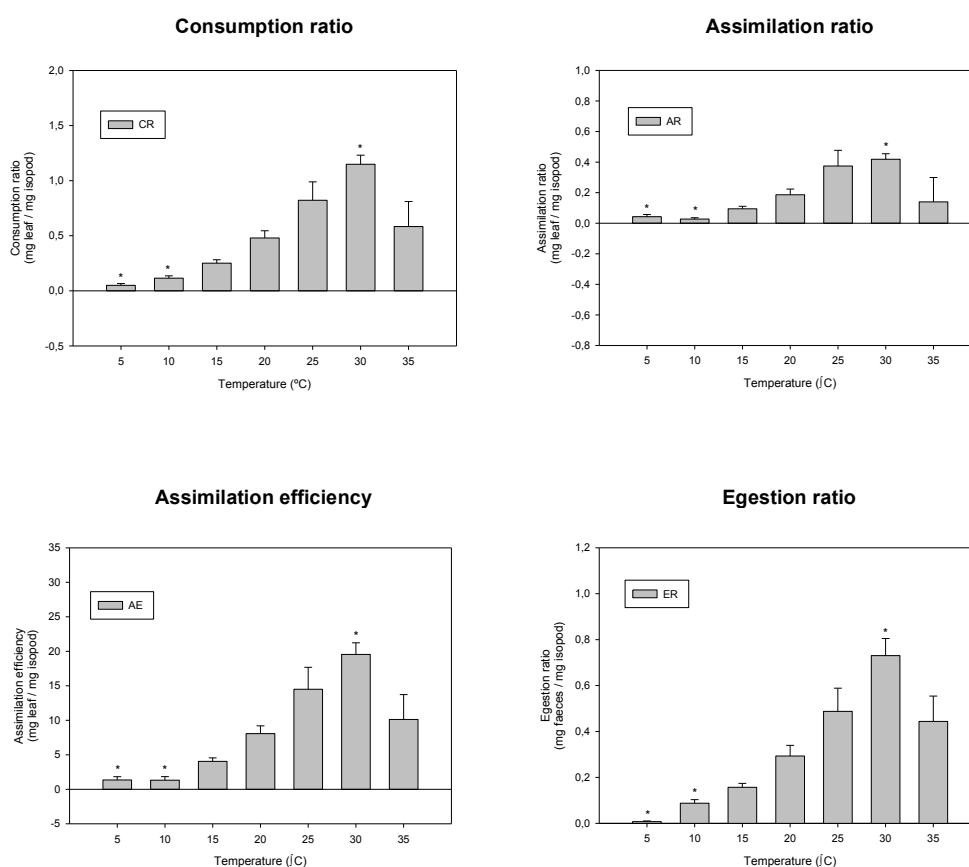 Consumption ratio
2,0
1,5
1,0
0,5
0,0
-0,5
Consumption ratio
(mg leaf / mg isopod)
CR
*
*
*
5 10 15 20 25 30 35
Temperature (ºC)
Assimilation ratio
1,0
0,8
0,6
0,4
0,2
0,0
-0,2
-0,4
-0,6
-0,8
Assimilation ratio
(mg leaf / mg isopod)
AR
*
*
*
5 10 15 20 25 30 35
Temperature (∫C)
Assimilation efficiency
35
30
25
20
15
10
5
0
-5
Assimilation efficiency
(mg leaf / mg isopod)
AE
*
*
*
5 10 15 20 25 30 35
Temperature (∫C)
Egestion ratio
1,2
1,0
0,8
0,6
0,4
0,2
0,0
Egestion ratio
(mg faeces / mg isopod)
ER
*
*
*
5 10 15 20 25 30 35
Temperature (∫C)